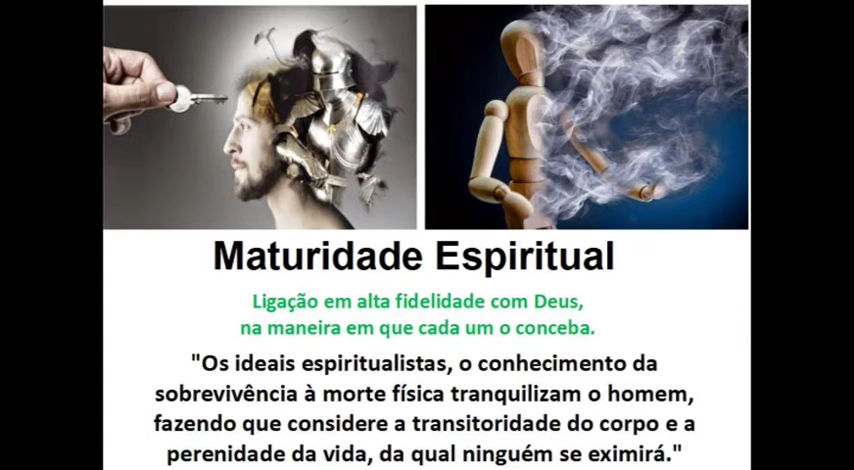 Maturidade Espiritual
Ligação em alta fidelidade com Deus,
na maneira em que cada um o conceba.
"Os ideais espiritualistas, o conhecimento da
sobrevivência à morte física tranquilizam o homem,
fazendo que considere a transitoridade do corpo e a
perenidade da vida, da qual ninguém se eximirá."